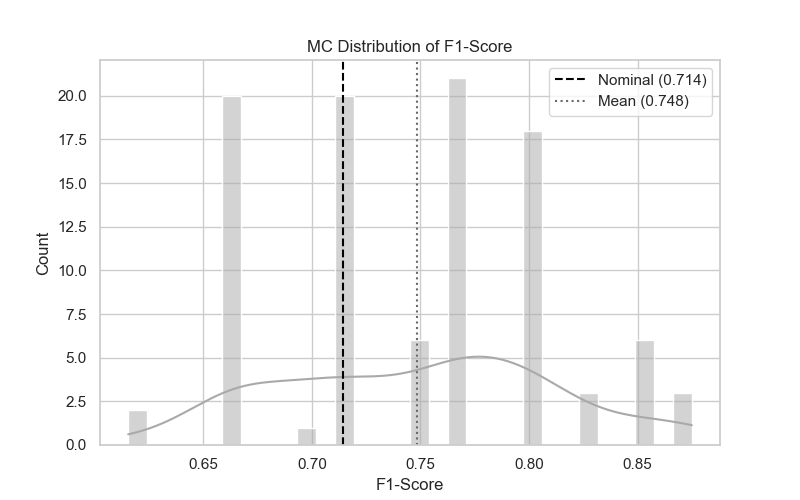 MC Distribution of F1-Score
Nominal (0.714)
Mean (0.748)
Count
20.0
17.5
15.0
12.5
10.0
7.5
5.0
2.5
0.0
0.65 0.70 0.75 0.80 0.85
F1-Score